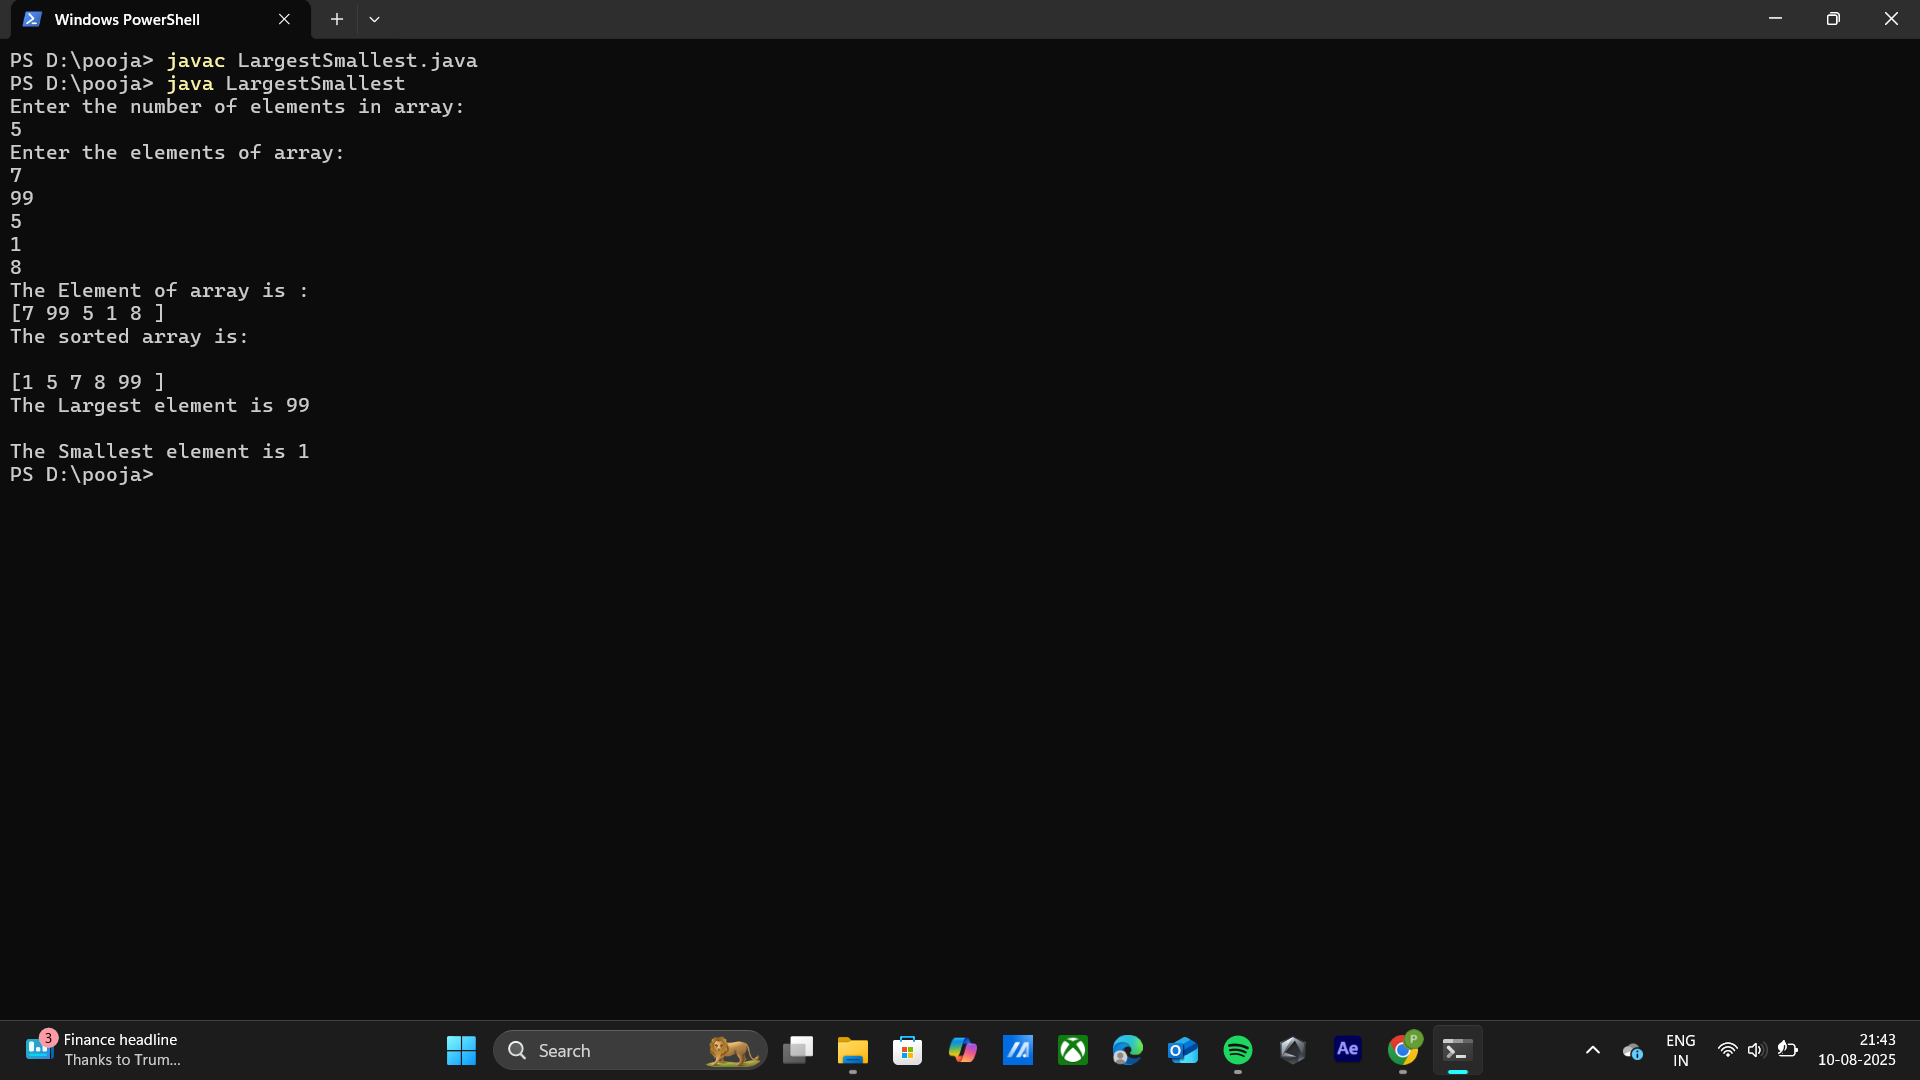 Windows PowerShell
PS D:\pooja> javac LargestSmallest.java
PS D:\pooja> java LargestSmallest
Enter the number of elements in array:
5
Enter the elements of array:
7
99
5
1
8
The Element of array is :
[7 99 5 1 8 ]
The sorted array is:
[1 5 7 8 99 ]
The Largest element is 99
The Smallest element is 1
PS D:\pooja>
3
Finance headline
Thanks to Trum...
Search
Ae
P
ENG
IN
21:43
10-08-2025